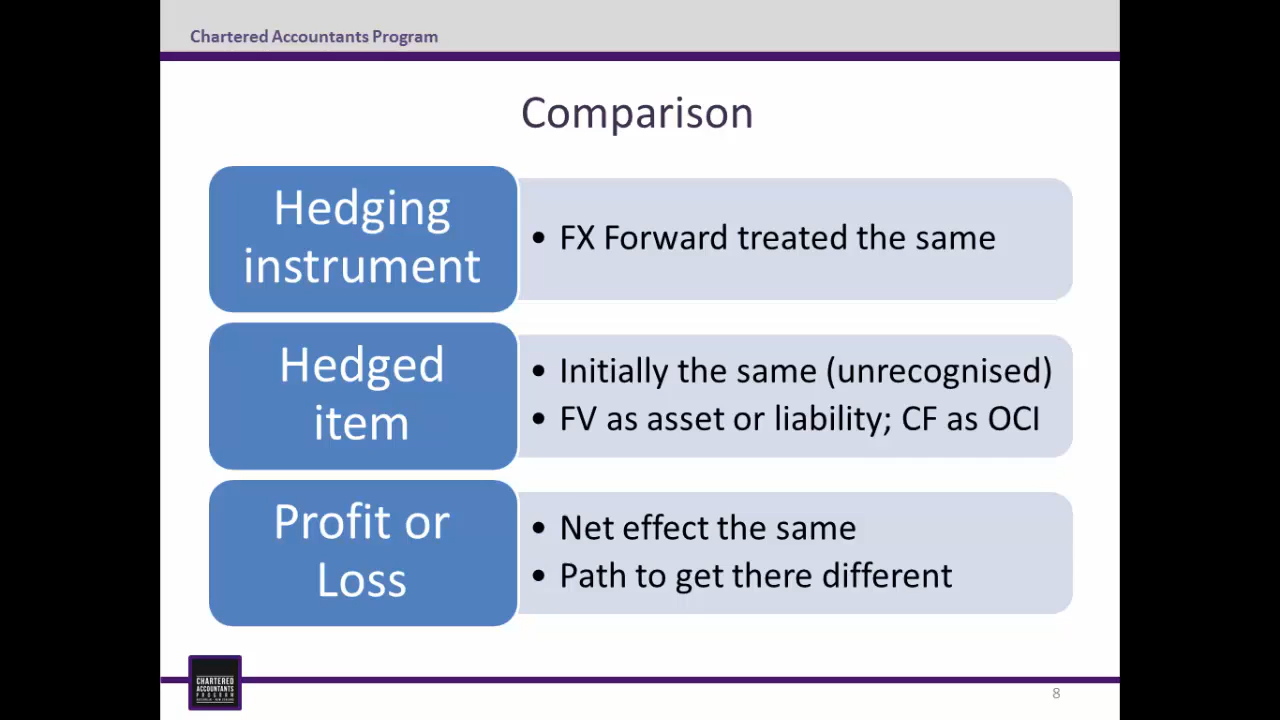 Chartered Accountants Program
Comparison
Hedging
instrument
• FX Forward treated the same
Hedged
item
• Initially the same (unrecognised)
• FV as asset or liability; CF as OCI
Profit or
Loss
• Net effect the same
• Path to get there different
CHARTERED
ACCOUNTANTS
PROGRAM
8